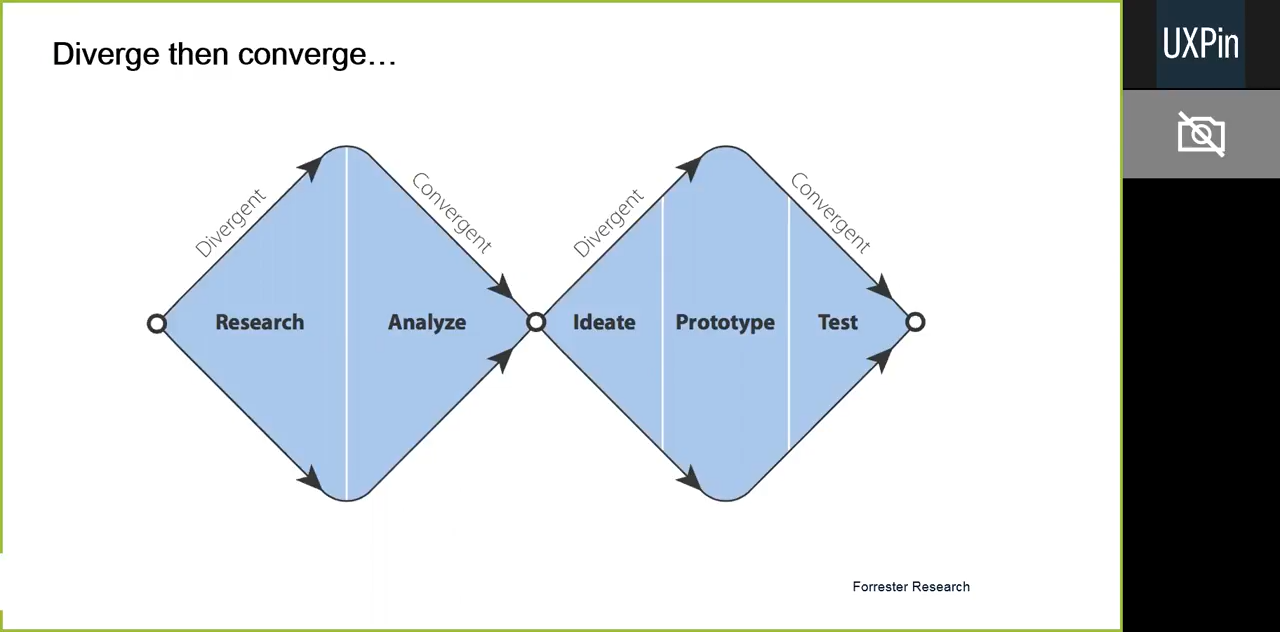 Diverge then converge…
UXPin
Divergent
Convergent
Divergent
Convergent
Research
Analyze
Ideate
Prototype
Test
Forrester Research